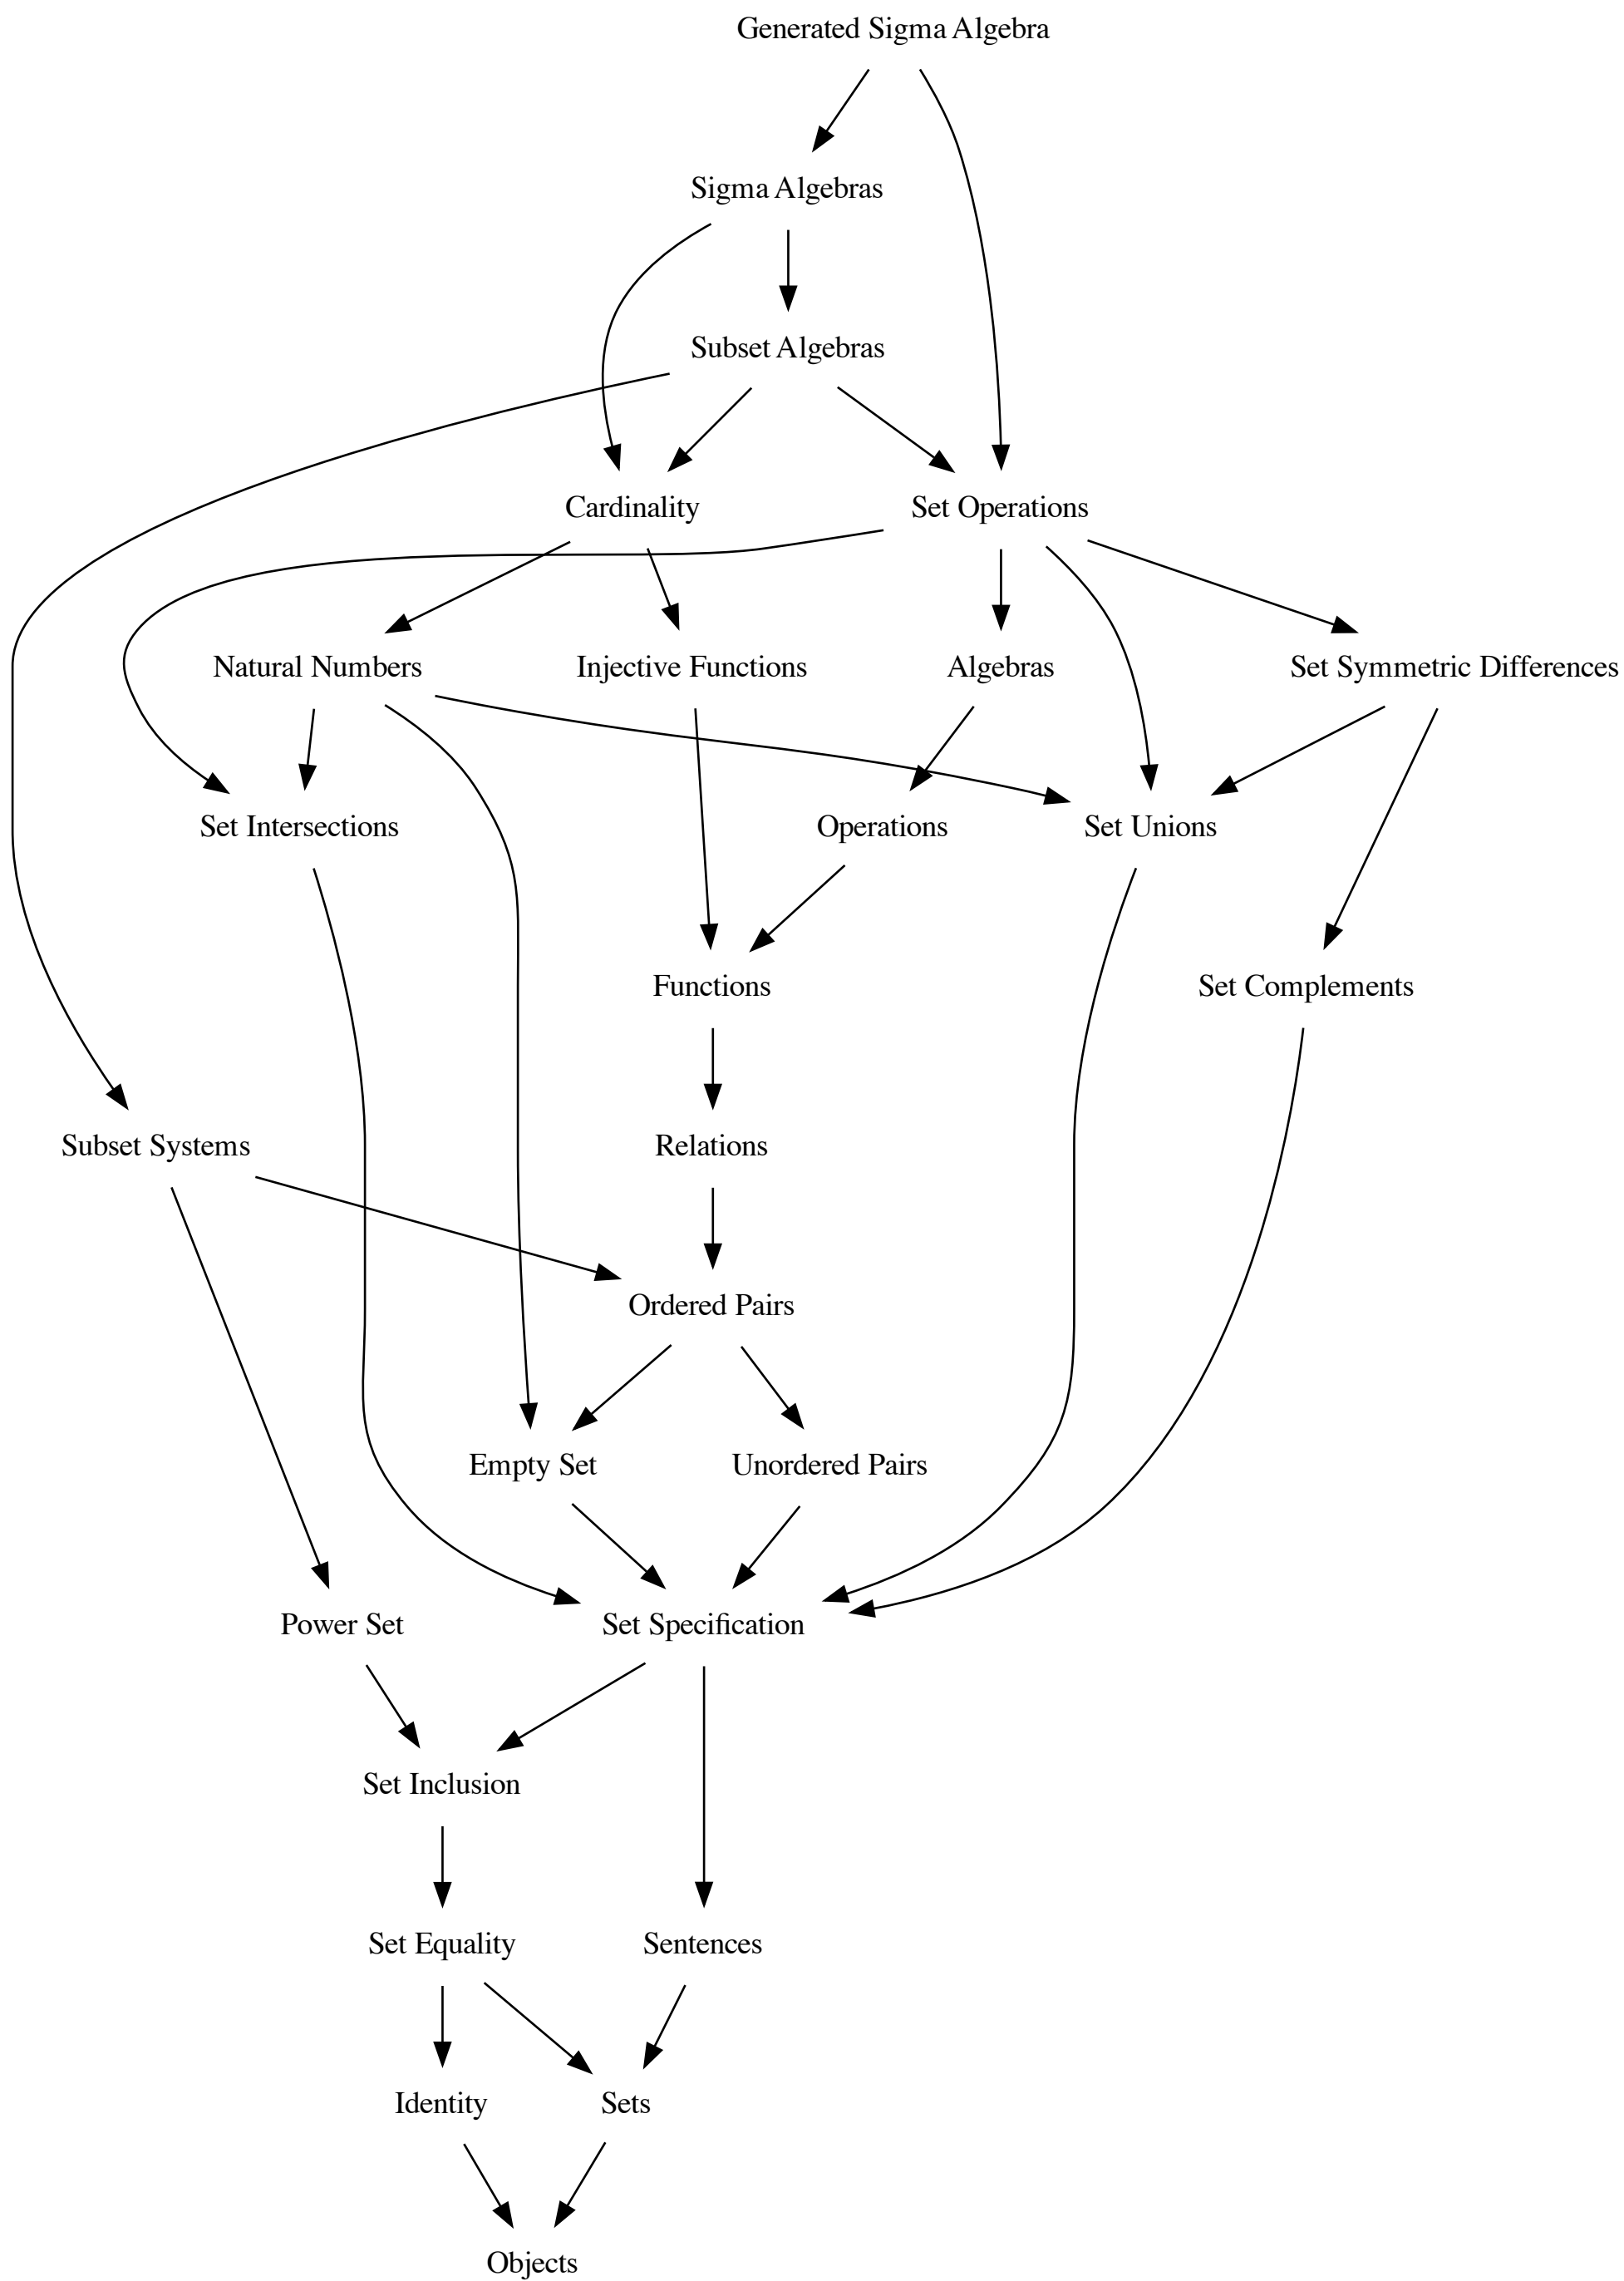 Generated Sigma Algebra
Sigma Algebras
Subset Algebras
Cardinality
Set Operations
Natural Numbers
Injective Functions
Algebras
Set Symmetric Differences
Set Intersections
Operations
Set Unions
Functions
Set Complements
Subset Systems
Relations
Ordered Pairs
Empty Set
Unordered Pairs
Power Set
Set Specification
Set Inclusion
Set Equality
Sentences
Identity
Sets
Objects